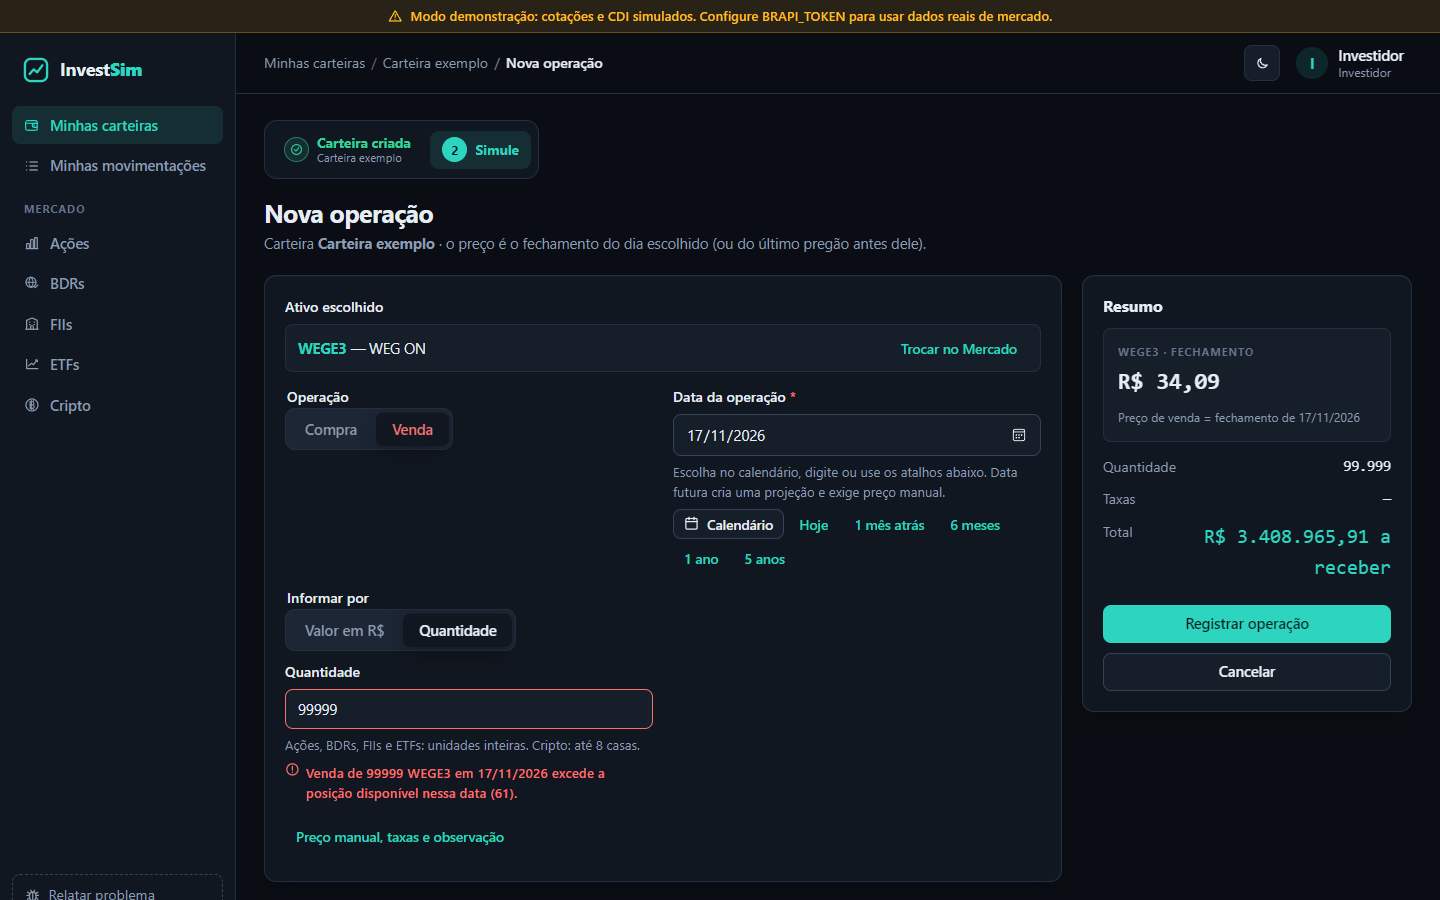 Modo demonstração: cotações e CDI simulados. Configure BRAPI_TOKEN para usar dados reais de mercado.
InvestSim
Minhas carteiras / Carteira exemplo / Nova operação
I
Investidor
Investidor
Minhas carteiras
Minhas movimentações
MERCADO
Ações
BDRs
FIIs
ETFs
Cripto
Relatar problema
Carteira criada
Carteira exemplo
2 Simule
Nova operação
Carteira Carteira exemplo · o preço é o fechamento do dia escolhido (ou do último pregão antes dele).
Ativo escolhido
WEGE3 — WEG ON
Trocar no Mercado
Operação
Compra Venda
Data da operação *
17/11/2026
Escolha no calendário, digite ou use os atalhos abaixo. Data
futura cria uma projeção e exige preço manual.
Calendário Hoje 1 mês atrás 6 meses
1 ano 5 anos
Informar por
Valor em R$ Quantidade
Quantidade
99999
Ações, BDRs, FIIs e ETFs: unidades inteiras. Cripto: até 8 casas.
Venda de 99999 WEGE3 em 17/11/2026 excede a
posição disponível nessa data (61).
Preço manual, taxas e observação
Resumo
WEGE3 · FECHAMENTO
R$ 34,09
Preço de venda = fechamento de 17/11/2026
Quantidade 99.999
Taxas —
Total R$ 3.408.965,91 a
receber
Registrar operação
Cancelar